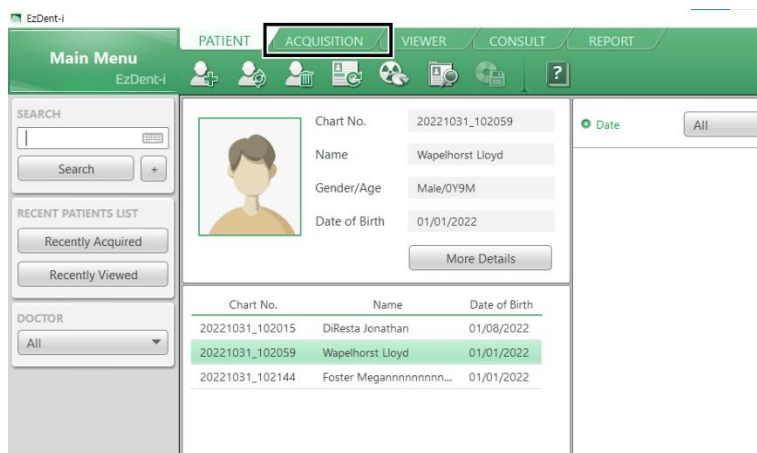 EzDent-i
Main Menu
EzDent-i
PATIENT ACQUISITION VIEWER CONSULT REPORT
?
SEARCH
Search +
RECENT PATIENTS LIST
Recently Acquired
Recently Viewed
DOCTOR
All
Chart No. 20221031_102059
Name Wapelhorst Lloyd
Gender/Age Male/0Y9M
Date of Birth 01/01/2022
More Details
Chart No. Name Date of Birth
20221031_102015 DiResta Jonathan 01/08/2022
20221031_102059 Wapelhorst Lloyd 01/01/2022
20221031_102144 Foster Megannnnnnnnn... 01/01/2022
Date All